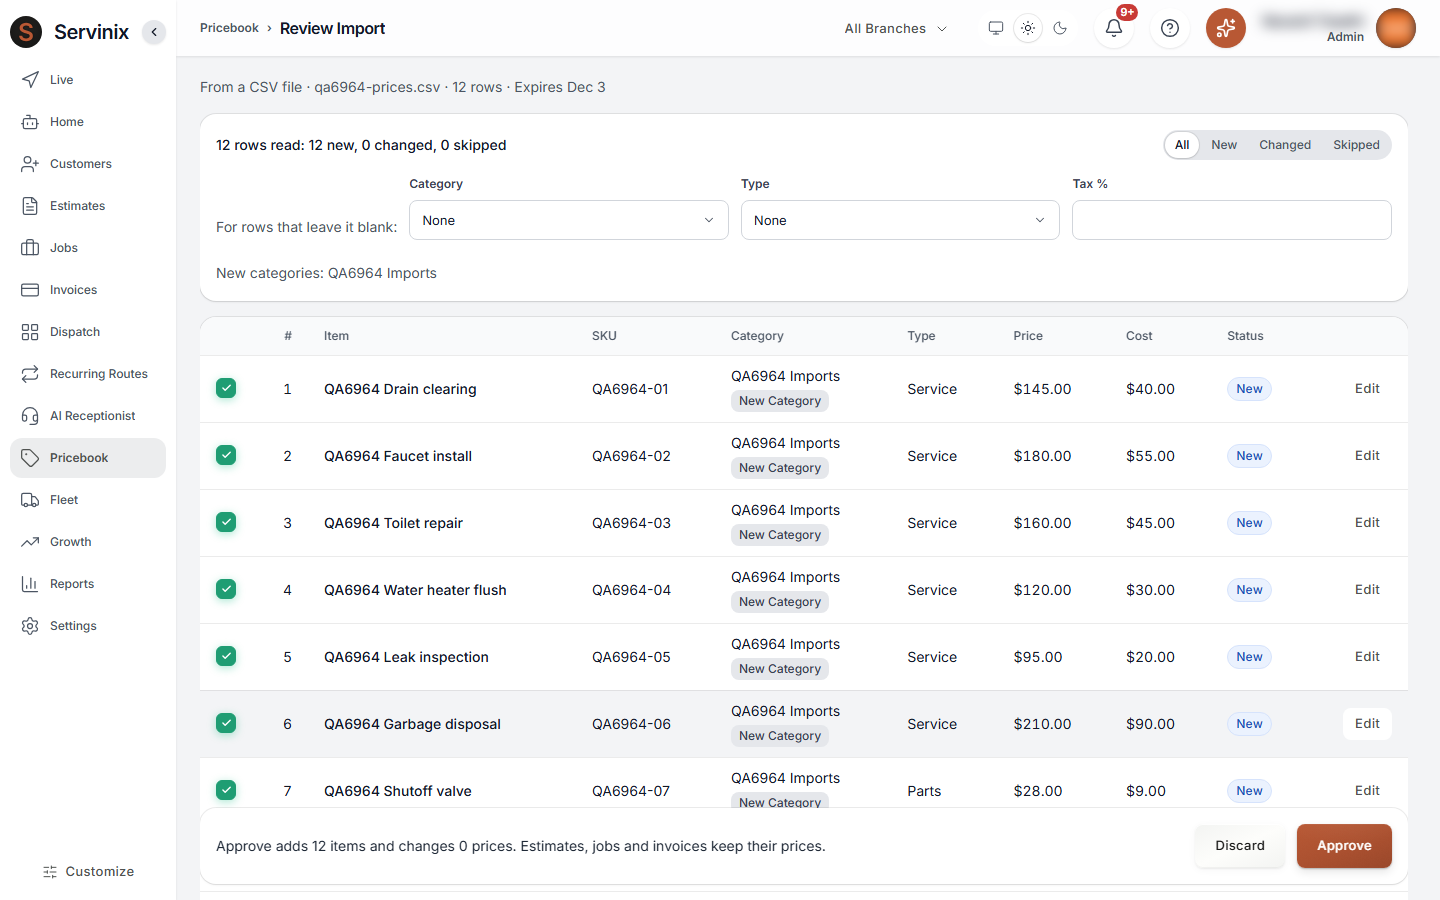 S Servinix
Pricebook › Review Import
All Branches
9+
Admin
Live
Home
Customers
Estimates
Jobs
Invoices
Dispatch
Recurring Routes
AI Receptionist
Pricebook
Fleet
Growth
Reports
Settings
Customize
From a CSV file · qa6964-prices.csv · 12 rows · Expires Dec 3
12 rows read: 12 new, 0 changed, 0 skipped
All New Changed Skipped
Category Type Tax %
For rows that leave it blank: None None
New categories: QA6964 Imports
# Item SKU Category Type Price Cost Status
1 QA6964 Drain clearing QA6964-01 QA6964 Imports Service $145.00 $40.00 New Edit
New Category
2 QA6964 Faucet install QA6964-02 QA6964 Imports Service $180.00 $55.00 New Edit
New Category
3 QA6964 Toilet repair QA6964-03 QA6964 Imports Service $160.00 $45.00 New Edit
New Category
4 QA6964 Water heater flush QA6964-04 QA6964 Imports Service $120.00 $30.00 New Edit
New Category
5 QA6964 Leak inspection QA6964-05 QA6964 Imports Service $95.00 $20.00 New Edit
New Category
6 QA6964 Garbage disposal QA6964-06 QA6964 Imports Service $210.00 $90.00 New Edit
New Category
7 QA6964 Shutoff valve QA6964-07 QA6964 Imports Parts $28.00 $9.00 New Edit
New Category
Approve adds 12 items and changes 0 prices. Estimates, jobs and invoices keep their prices.
Discard Approve